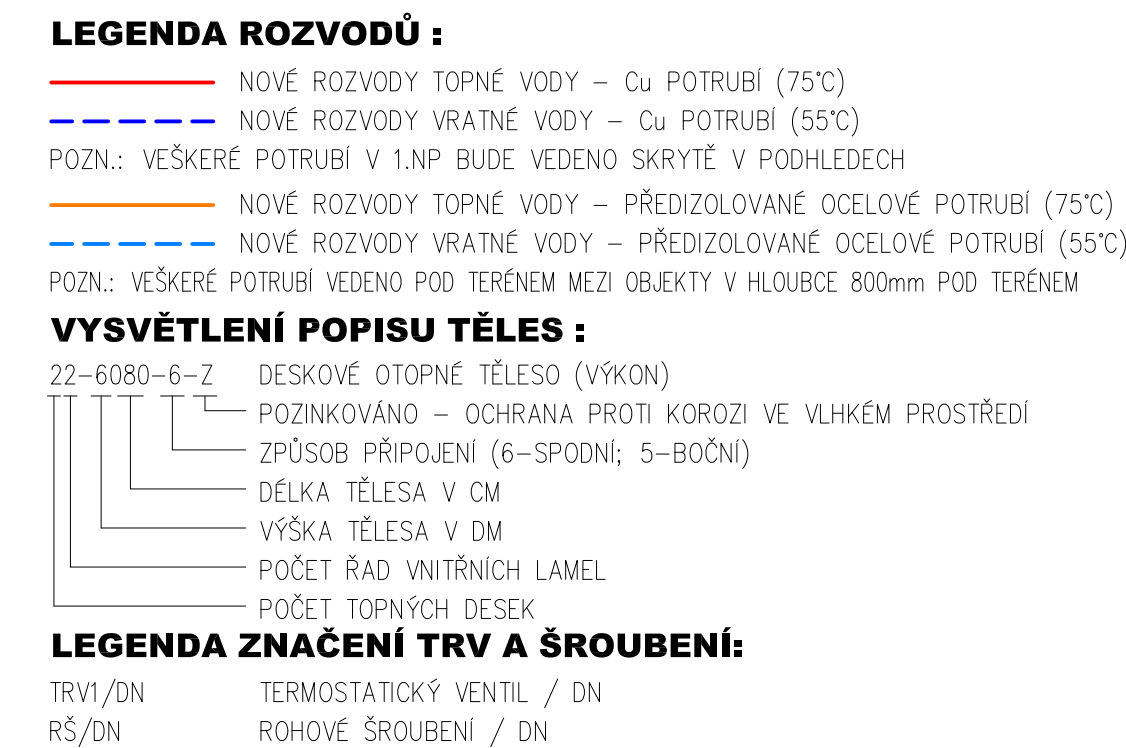 LEGENDA ROZVODŮ :
NOVÉ ROZVODY TOPNÉ VODY – Cu POTRUBÍ (75°C)
NOVÉ ROZVODY VRATNÉ VODY – Cu POTRUBÍ (55°C)
POZN.: VEŠKERÉ POTRUBÍ V 1.NP BUDE VEDENO SKRYTĚ V PODHLEDECH
NOVÉ ROZVODY TOPNÉ VODY – PŘEDIZOLOVANÉ OCELOVÉ POTRUBÍ (75°C)
NOVÉ ROZVODY VRATNÉ VODY – PŘEDIZOLOVANÉ OCELOVÉ POTRUBÍ (55°C)
POZN.: VEŠKERÉ POTRUBÍ VEDENO POD TERÉNEM MEZI OBJEKTY V HLOUBCE 800mm POD TERÉNEM
VYSVĚTLENÍ POPISU TĚLES :
22–6080–6–Z DESKOVÉ OTOPNÉ TĚLESO (VÝKON)
POZINKOVÁNO – OCHRANA PROTI KOROZI VE VLHKÉM PROSTŘEDÍ
ZPŮSOB PŘIPOJENÍ (6–SPODNÍ; 5–BOČNÍ)
DÉLKA TĚLESA V CM
VÝŠKA TĚLESA V DM
POČET ŘAD VNITŘNÍCH LAMEL
POČET TOPNÝCH DESEK
LEGENDA ZNAČENÍ TRV A ŠROUBENÍ:
TRV1/DN TERMOSTATICKÝ VENTIL / DN
RŠ/DN ROHOVÉ ŠROUBENÍ / DN